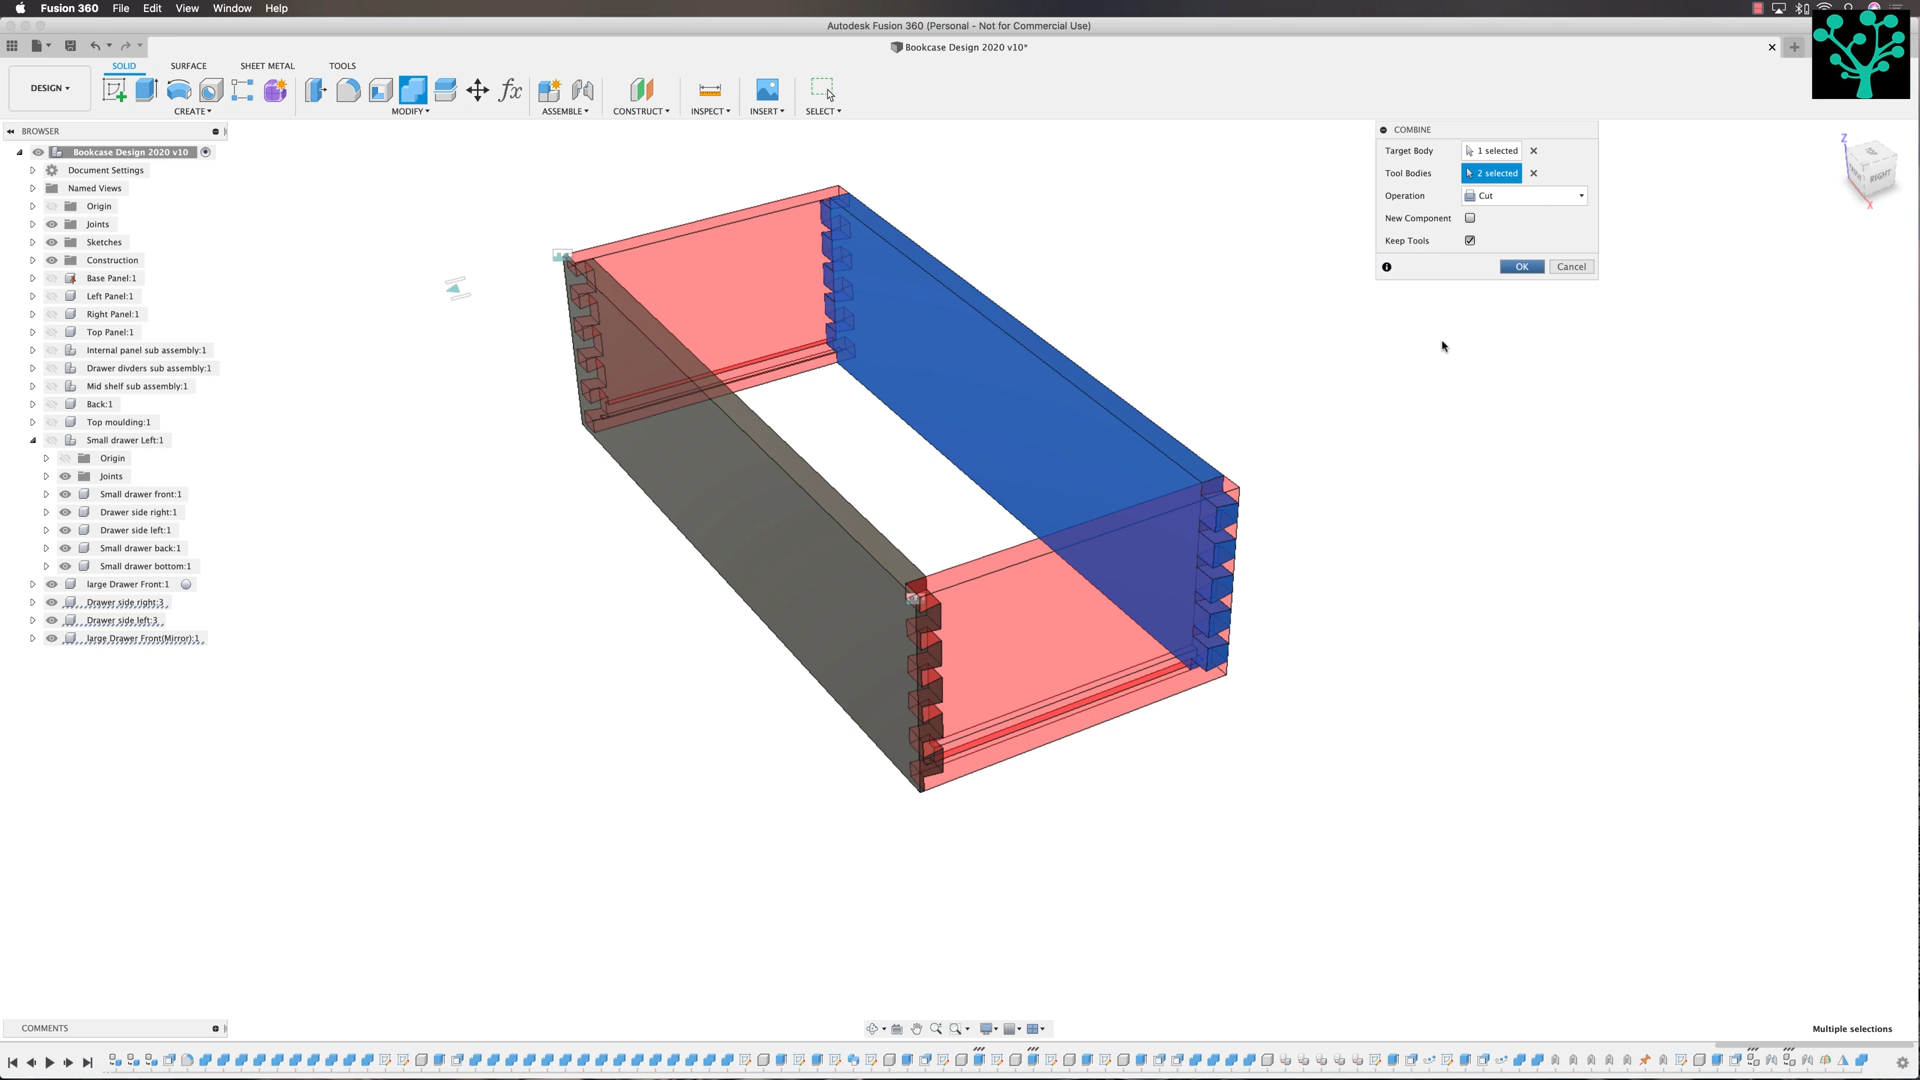 Fusion 360 File Edit View Window Help
Autodesk Fusion 360 (Personal - Not for Commercial Use)
Bookcase Design 2020 v10*
SOLID SURFACE SHEET METAL TOOLS
DESIGN
CREATE MODIFY ASSEMBLE CONSTRUCT INSPECT INSERT SELECT
BROWSER
Bookcase Design 2020 v10
Document Settings
Named Views
Origin
Joints
Sketches
Construction
Base Panel:1
Left Panel:1
Right Panel:1
Top Panel:1
Internal panel sub assembly:1
Drawer divders sub assembly:1
Mid shelf sub assembly:1
Back:1
Top moulding:1
Small drawer Left:1
Origin
Joints
Small drawer front:1
Drawer side right:1
Drawer side left:1
Small drawer back:1
Small drawer bottom:1
large Drawer Front:1
Drawer side right:3
Drawer side left:3
large Drawer Front(Mirror):1
COMBINE
Target Body 1 selected
Tool Bodies 2 selected
Operation Cut
New Component
Keep Tools
OK Cancel
Z
RIGHT
X
COMMENTS
Multiple selections